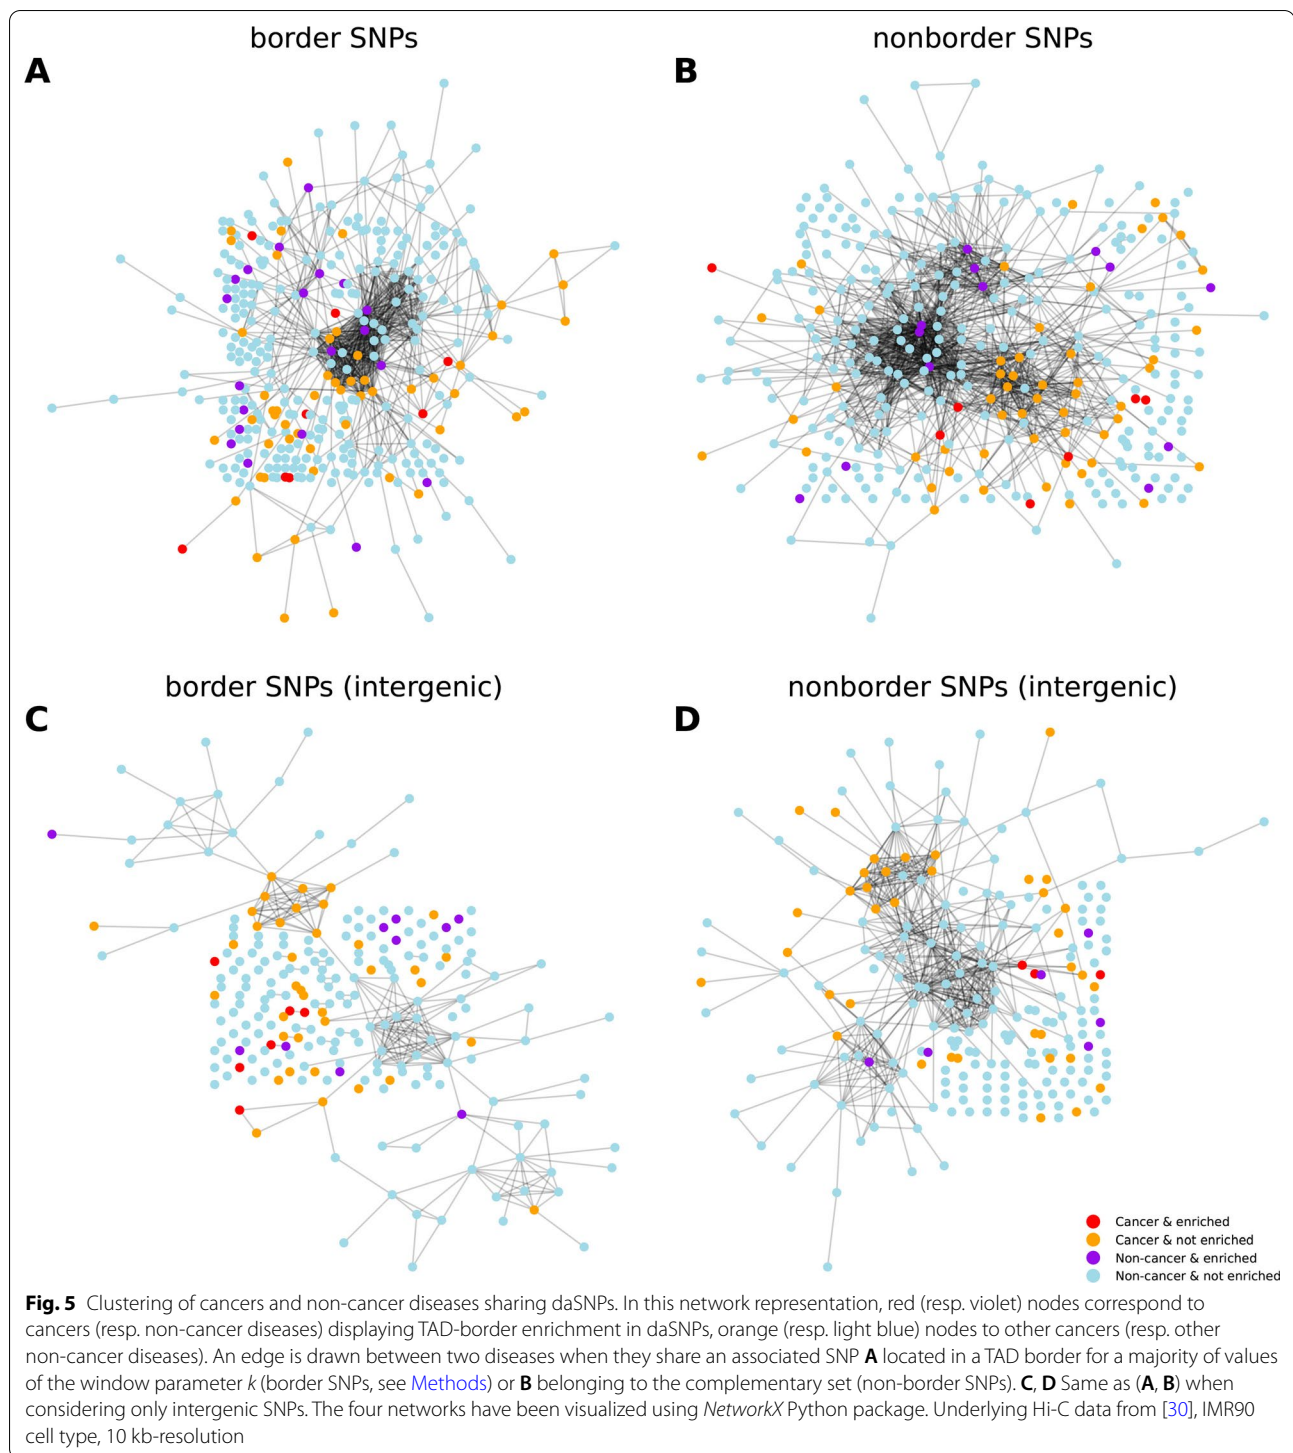 border SNPs
nonborder SNPs
A
B
border SNPs (intergenic)
nonborder SNPs (intergenic)
C
D
Cancer & enriched
Cancer & not enriched
Non-cancer & enriched
Non-cancer & not enriched
Fig. 5 Clustering of cancers and non-cancer diseases sharing daSNPs. In this network representation, red (resp. violet) nodes correspond to
cancers (resp. non-cancer diseases) displaying TAD-border enrichment in daSNPs, orange (resp. light blue) nodes to other cancers (resp. other
non-cancer diseases). An edge is drawn between two diseases when they share an associated SNP A located in a TAD border for a majority of values
of the window parameter k (border SNPs, see Methods) or B belonging to the complementary set (non-border SNPs). C, D Same as (A, B) when
considering only intergenic SNPs. The four networks have been visualized using NetworkX Python package. Underlying Hi-C data from [30], IMR90
cell type, 10 kb-resolution